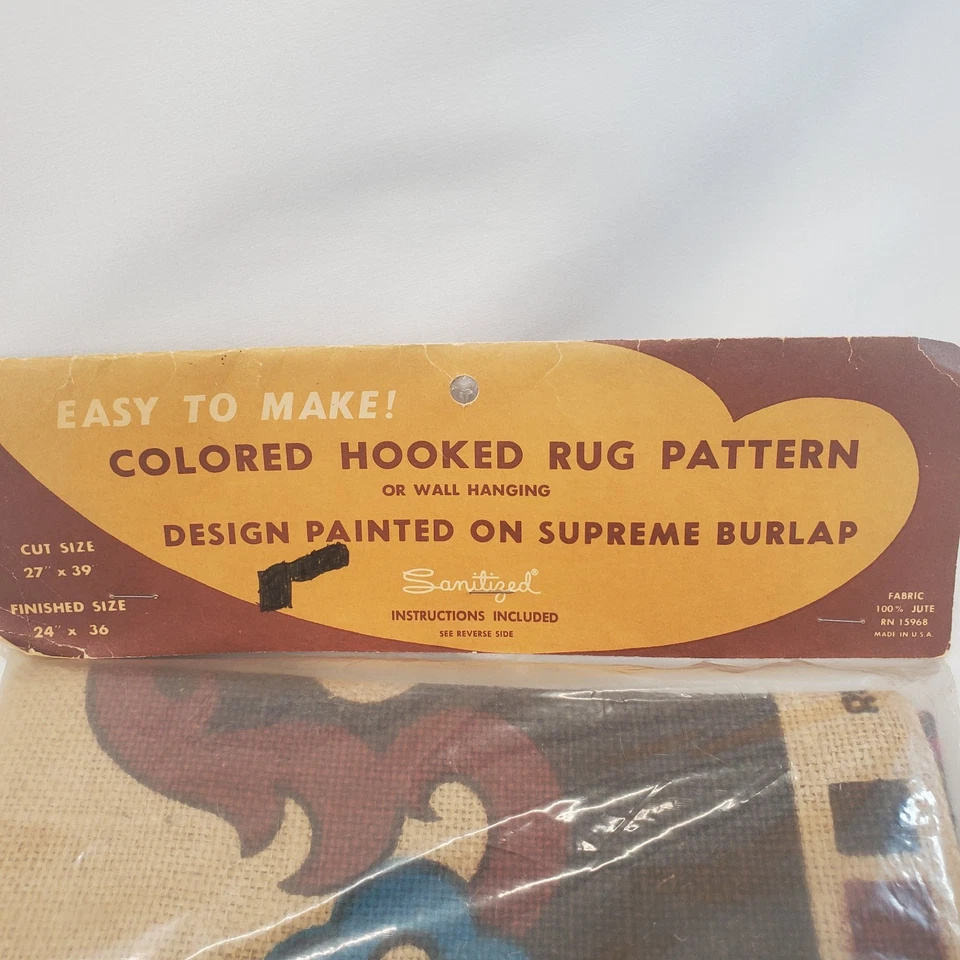 EASY TO MAKE!
COLORED HOOKED RUG PATTERN
OR WALL HANGING
DESIGN PAINTED ON SUPREME BURLAP
CUT SIZE
27" x 39"
FINISHED SIZE
24" x 36
Sanitized®
INSTRUCTIONS INCLUDED
SEE REVERSE SIDE
FABRIC
100% JUTE
RN 15968
MADE IN U.S.A.